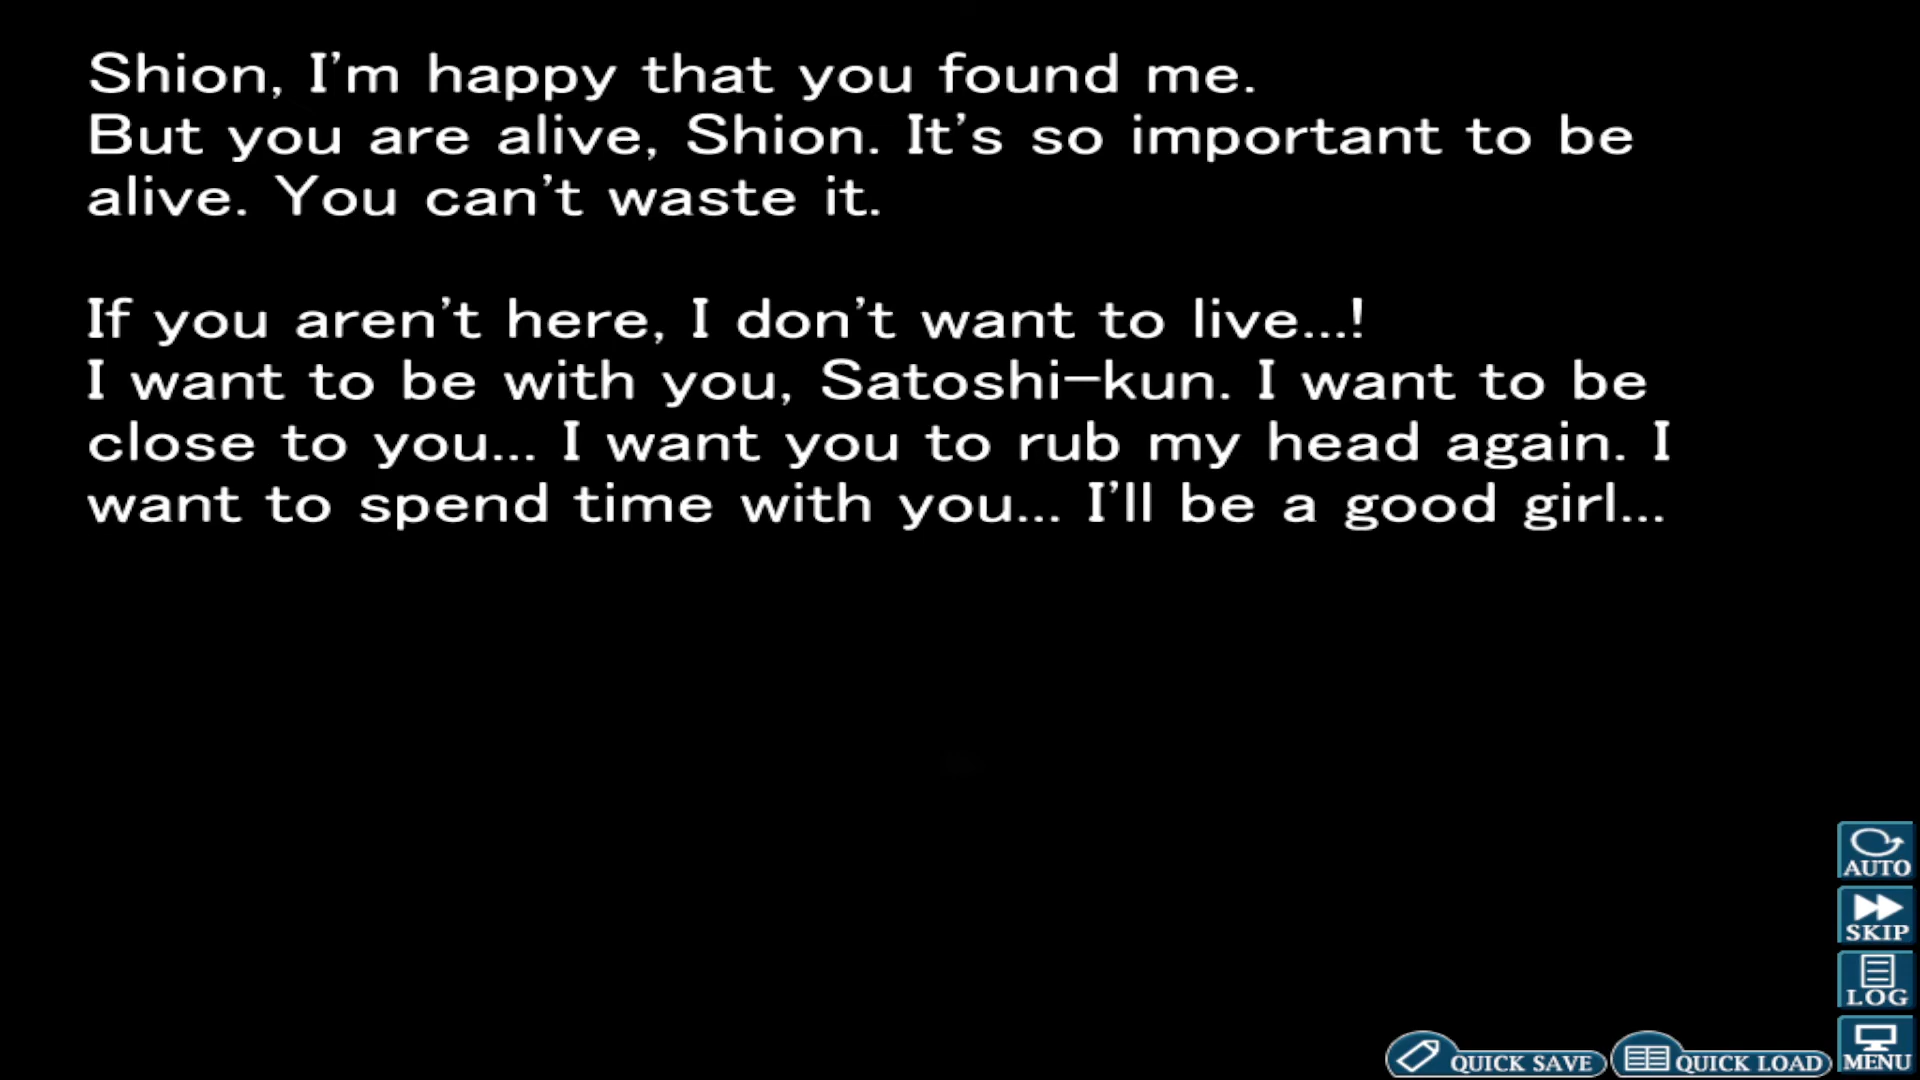 Shion, I'm happy that you found me.
But you are alive, Shion. It's so important to be
alive. You can't waste it.
If you aren't here, I don't want to live...!
I want to be with you, Satoshi-kun. I want to be
close to you... I want you to rub my head again. I
want to spend time with you... I'll be a good girl...
AUTO
SKIP
LOG
MENU
QUICK SAVE
QUICK LOAD